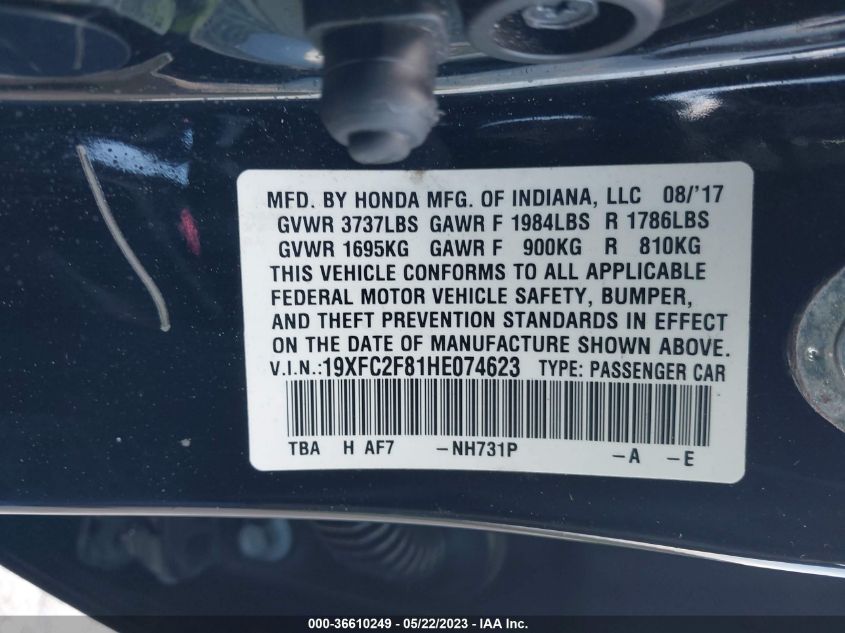 MFD. BY HONDA MFG. OF INDIANA, LLC 08/'17
GVWR 3737LBS GAWR F 1984LBS R 1786LBS
GVWR 1695KG GAWR F 900KG R 810KG
THIS VEHICLE CONFORMS TO ALL APPLICABLE
FEDERAL MOTOR VEHICLE SAFETY, BUMPER,
AND THEFT PREVENTION STANDARDS IN EFFECT
ON THE DATE OF MANUFACTURE SHOWN ABOVE.
V.I.N.:19XFC2F81HE074623 TYPE: PASSENGER CAR
TBA H AF7 -NH731P -A -E
000-36610249 - 05/22/2023 - IAA Inc.